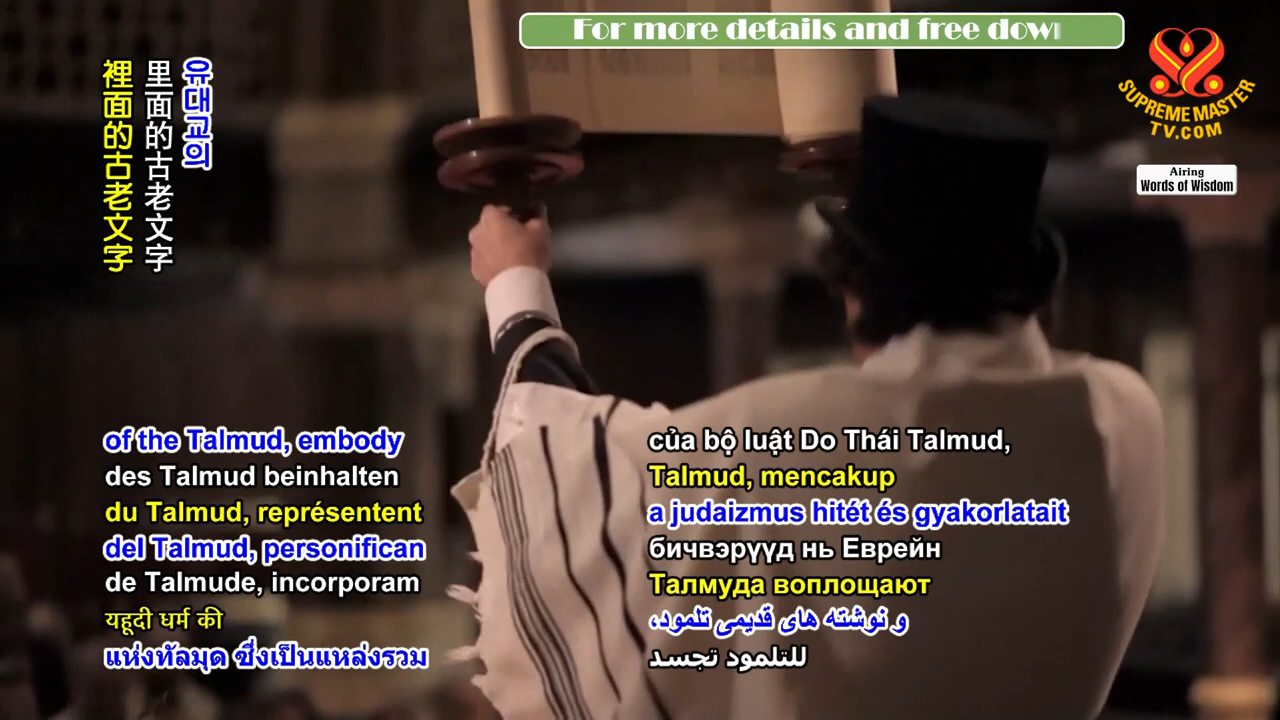 For more details and free dow
SUPREME MASTER
TV.COM
Airing
Words of Wisdom
유대교의
里面的古老文字
裡面的古老文字
of the Talmud, embody
des Talmud beinhalten
du Talmud, représentent
del Talmud, personifican
de Talmude, incorporam
यहूदी धर्म की
แห่งทัลมุด ซึ่งเป็นแหล่งรวม
của bộ luật Do Thái Talmud,
Talmud, mencakup
a judaizmus hitét és gyakorlatait
бичвэрүүд нь Еврейн
Талмуда воплощают
و نوشته های قدیمی تلمود،
للتلمود تجسد